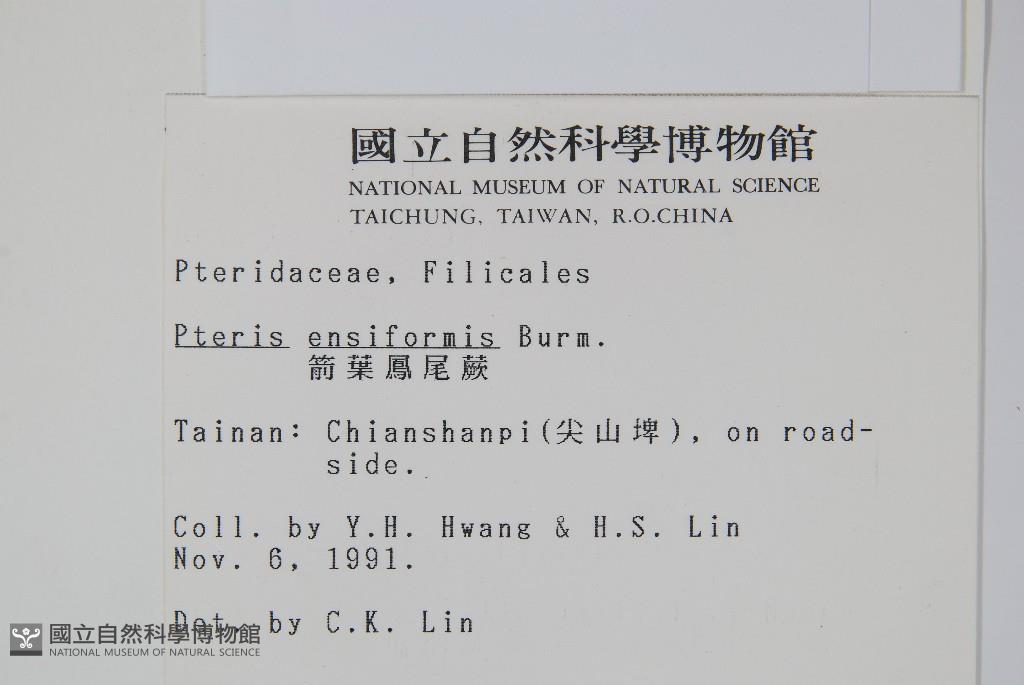 國立自然科學博物館
NATIONAL MUSEUM OF NATURAL SCIENCE
TAICHUNG, TAIWAN, R.O.CHINA
Pteridaceae, Filicales
Pteris ensiformis Burm.
箭葉鳳尾蕨
Tainan: Chianshanpi(尖山埤), on road-
side.
Coll. by Y.H. Hwang & H.S. Lin
Nov. 6, 1991.
Det. by C.K. Lin
國立自然科學博物館
NATIONAL MUSEUM OF NATURAL SCIENCE